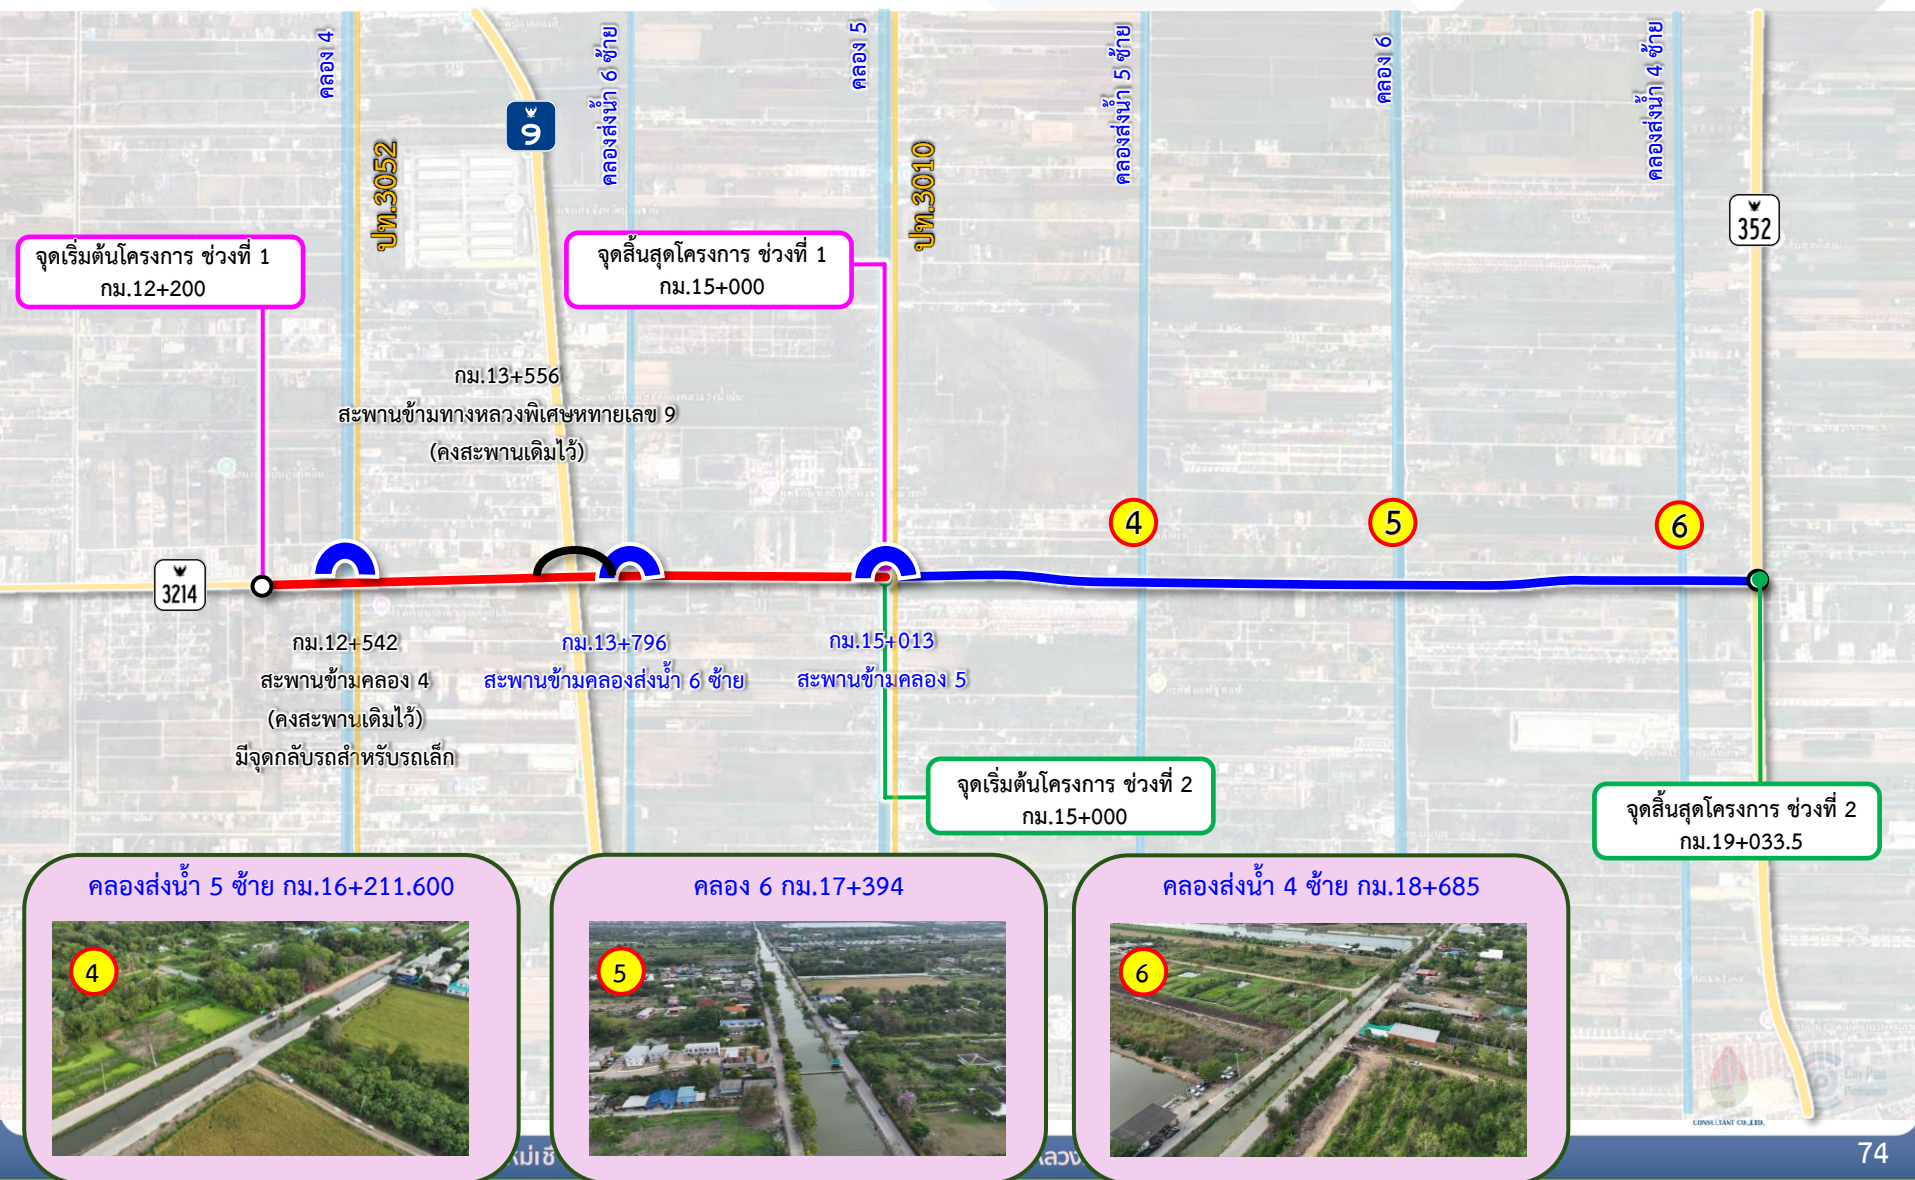 คลอง 4
คลองส่งน้ำ 6 ซ้าย
คลอง 5
คลองส่งน้ำ 5 ซ้าย
คลอง 6
คลองส่งน้ำ 4 ซ้าย
9
ปท.3052
ปท.3010
352
จุดเริ่มต้นโครงการ ช่วงที่ 1
กม.12+200
จุดสิ้นสุดโครงการ ช่วงที่ 1
กม.15+000
กม.13+556
สะพานข้ามทางหลวงพิเศษหทายเลข 9
(คงสะพานเดิมไว้)
4
5
6
3214
กม.12+542
สะพานข้ามคลอง 4
(คงสะพานเดิมไว้)
มีจุดกลับรถสำหรับรถเล็ก
กม.13+796
สะพานข้ามคลองส่งน้ำ 6 ซ้าย
กม.15+013
สะพานข้ามคลอง 5
จุดเริ่มต้นโครงการ ช่วงที่ 2
กม.15+000
จุดสิ้นสุดโครงการ ช่วงที่ 2
กม.19+033.5
คลองส่งน้ำ 5 ซ้าย กม.16+211.600
4
คลอง 6 กม.17+394
5
คลองส่งน้ำ 4 ซ้าย กม.18+685
6
CONSULTANT CO.,LTD.
City Plan
74